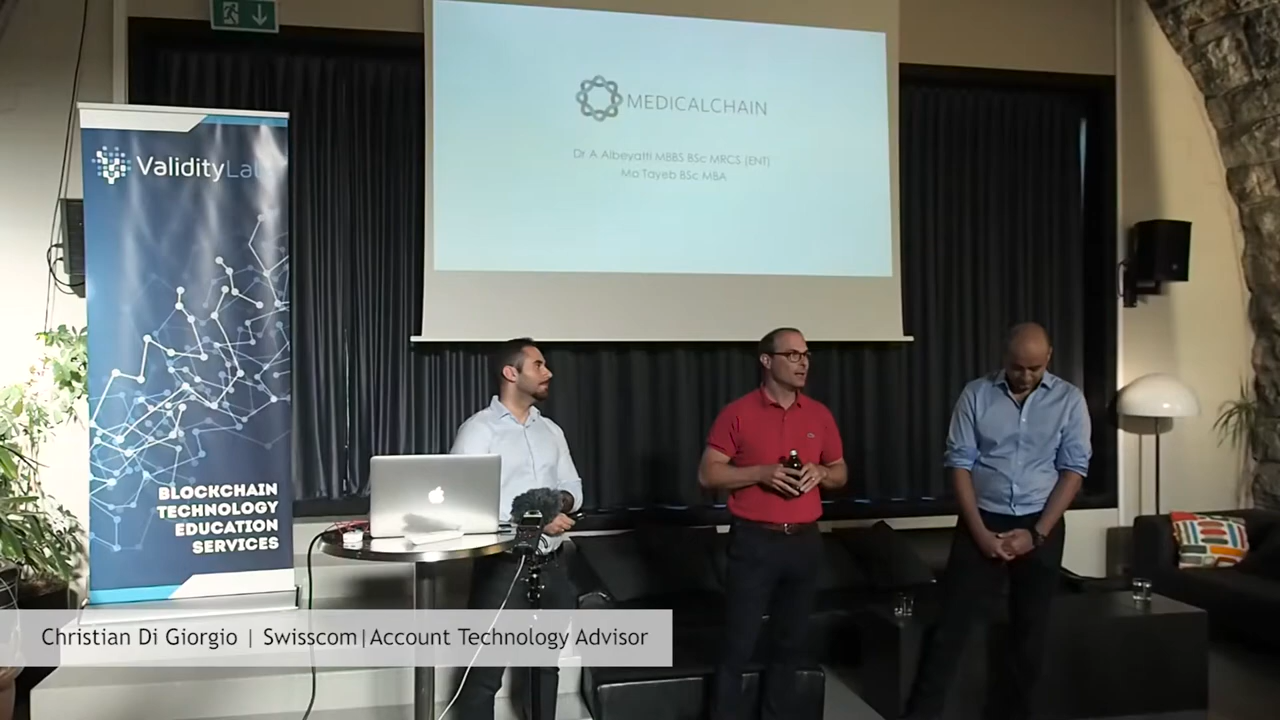 MEDICALCHAIN
Dr A Albeyatti MBBS BSc MRCS (ENT)
Mo Tayeb BSc MBA
ValidityLab
BLOCKCHAIN
TECHNOLOGY
EDUCATION
SERVICES
Christian Di Giorgio | Swisscom|Account Technology Advisor